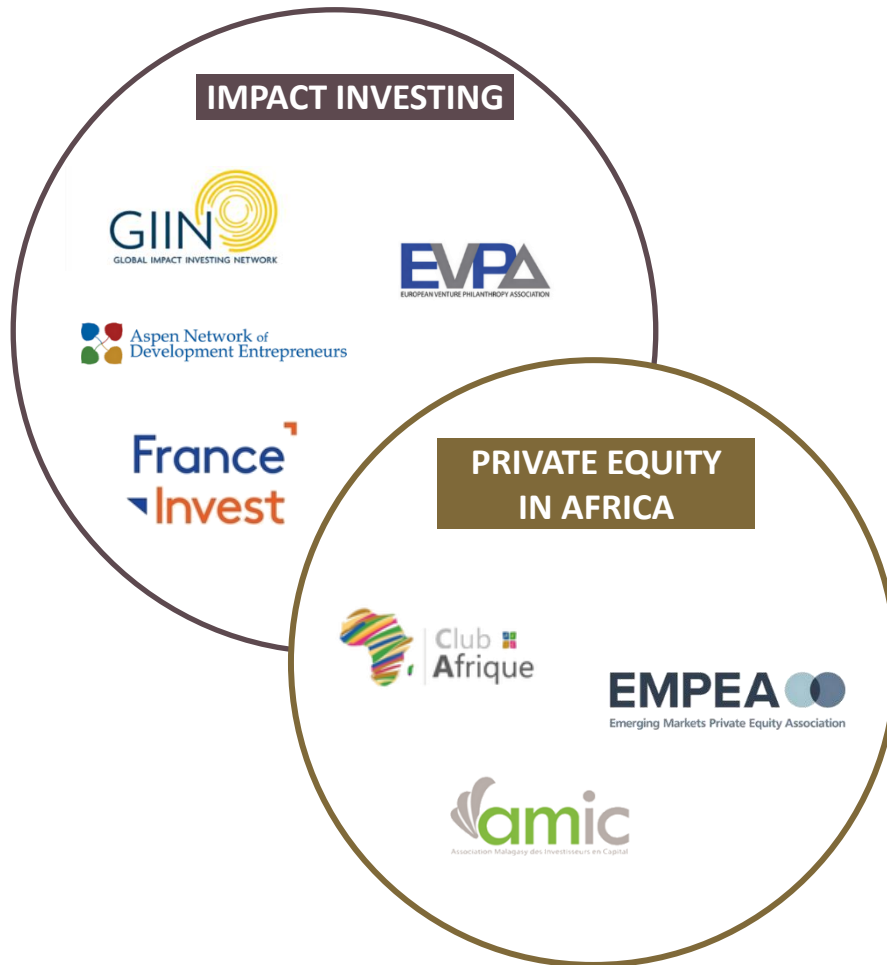 IMPACT INVESTING
GIIN
GLOBAL IMPACT INVESTING NETWORK
EVPA
EUROPEAN VENTURE PHILANTHROPY ASSOCIATION
Aspen Network of
Development Entrepreneurs
France
Invest
PRIVATE EQUITY
IN AFRICA
Club
Afrique
EMPEA
Emerging Markets Private Equity Association
amic
Association Malagasy des Investisseurs en Capital